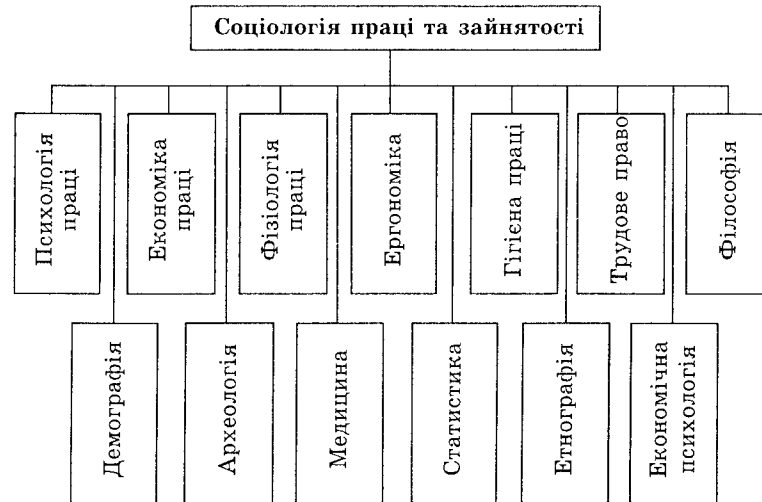 Соціологія праці та зайнятості
Психологія
праці
Економіка
праці
Фізіологія
праці
Ергономіка
Гігієна праці
Трудове право
Філософія
Демографія
Археологія
Медицина
Статистика
Етнографія
Економічна
психологія